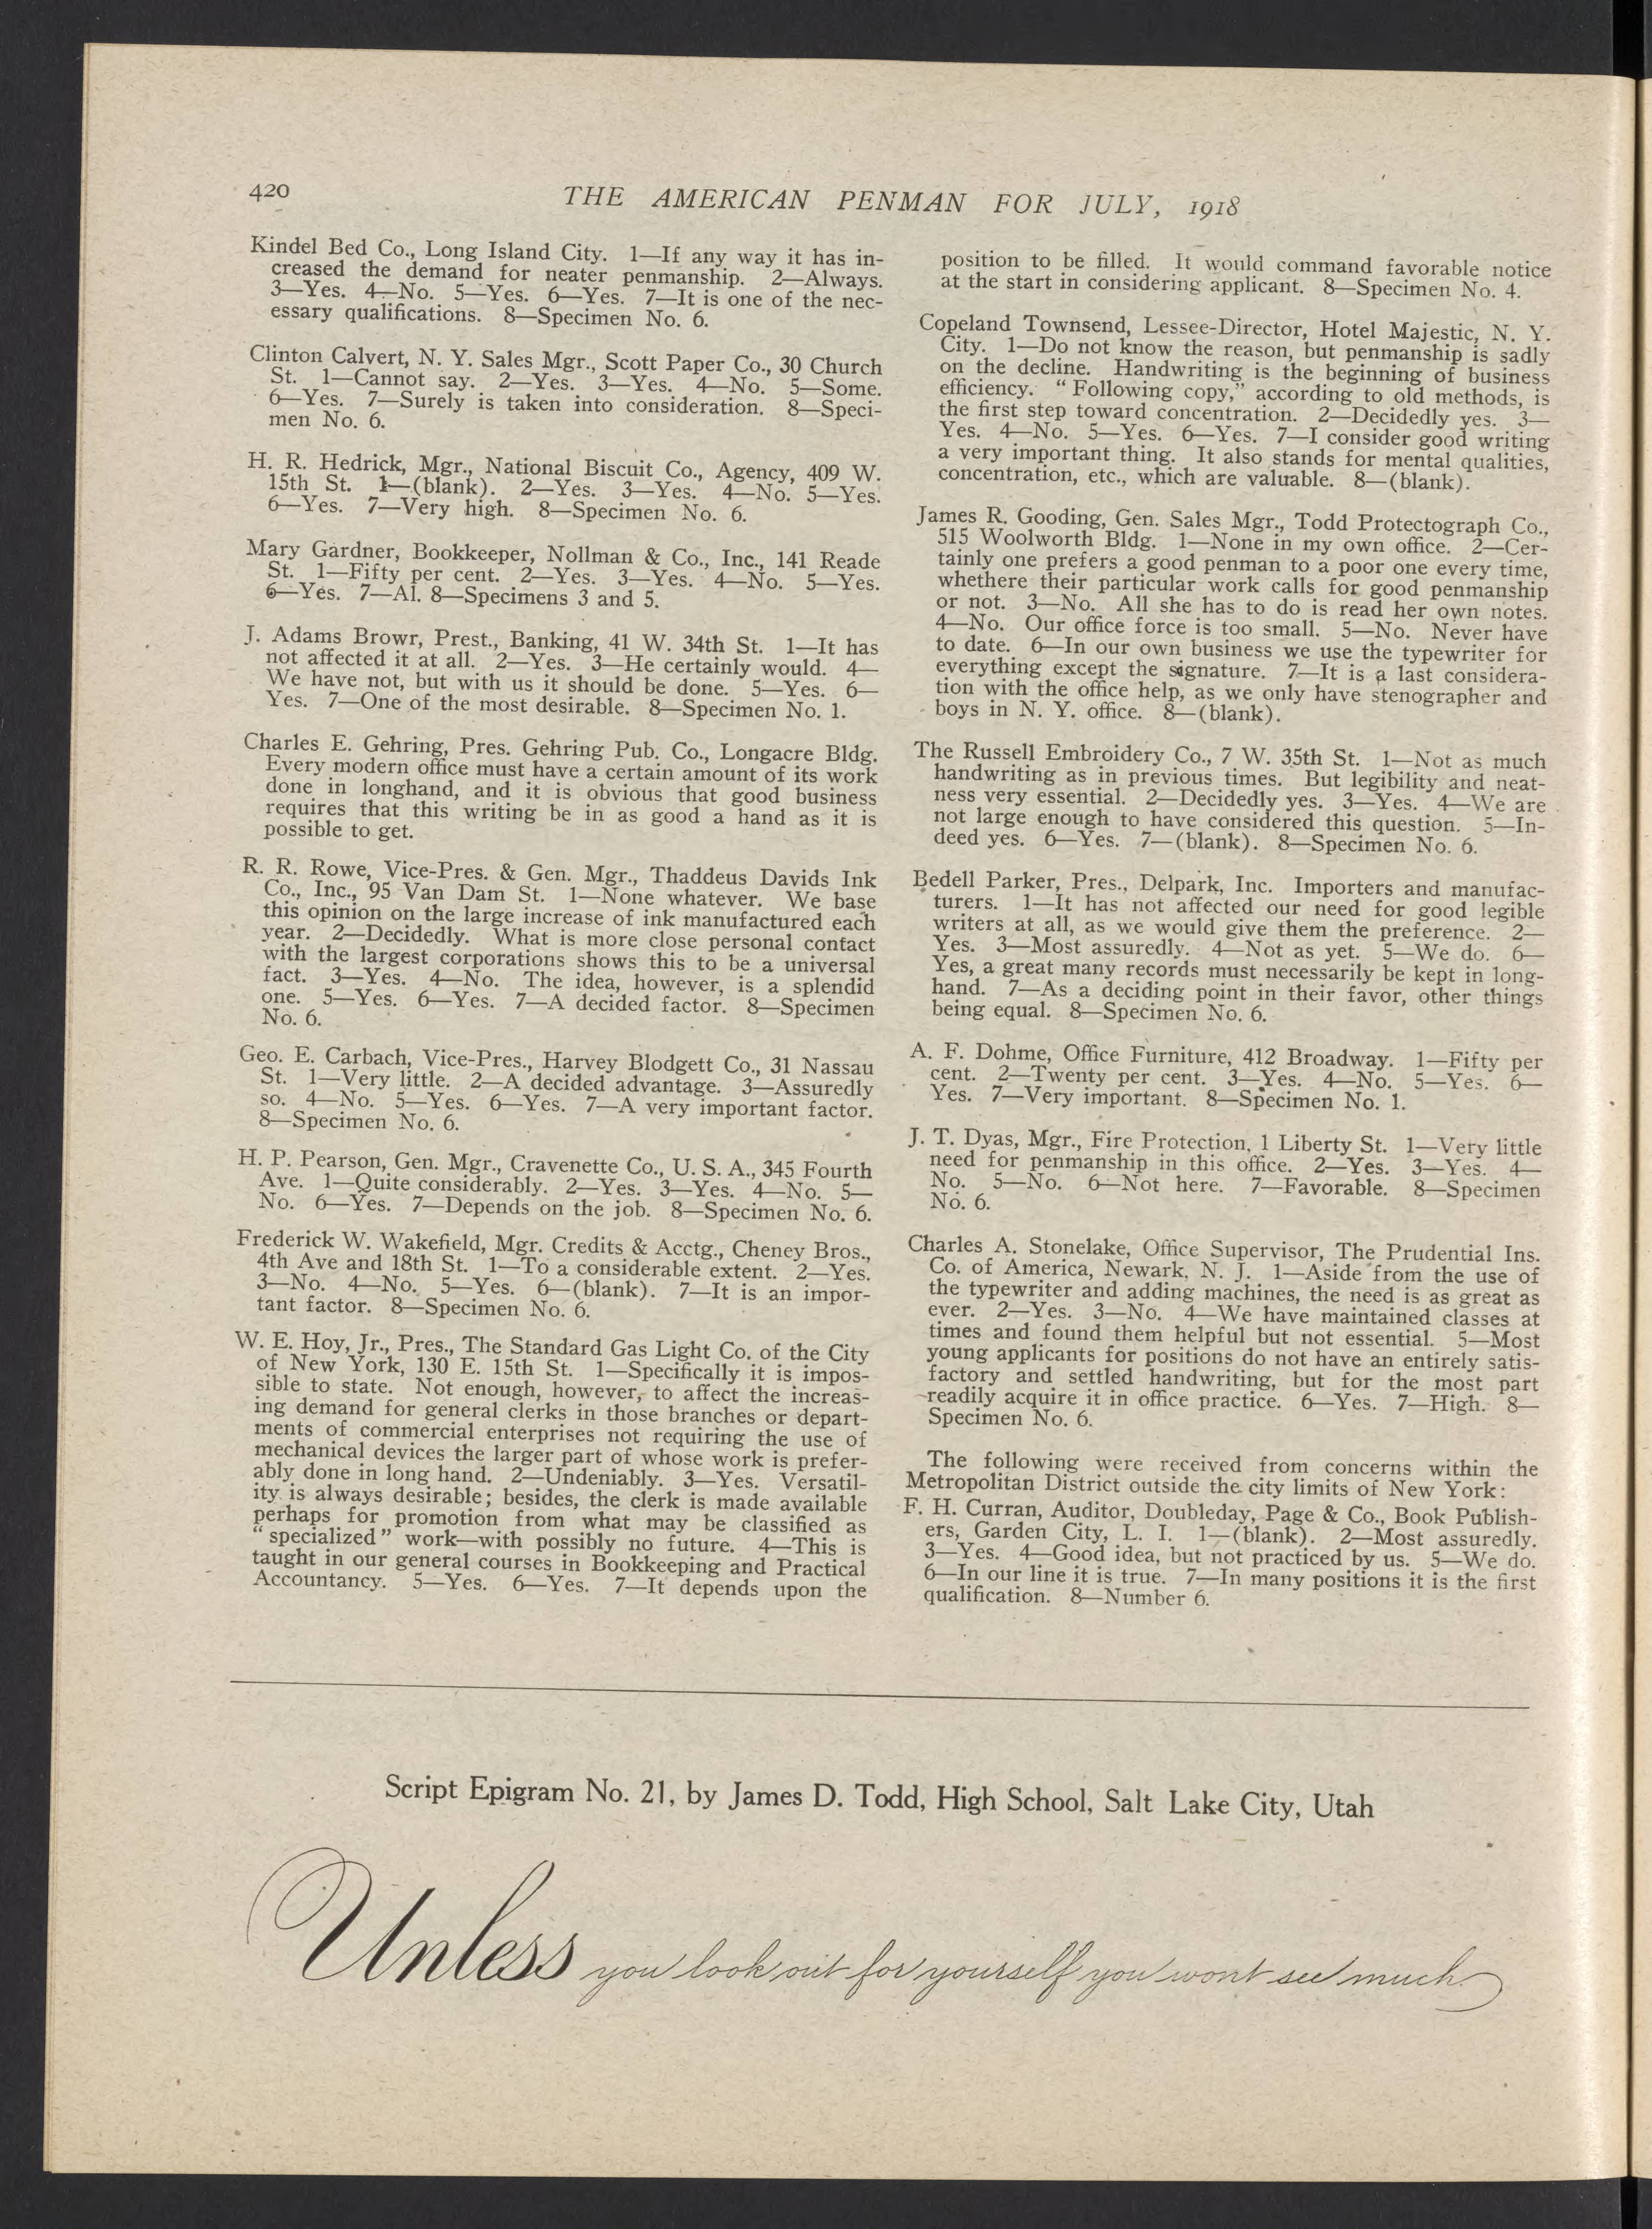 420
THE AMERICAN PENMAN FOR JULY, 1918
Kindel Bed Co., Long Island City. 1—If any way it has in-
creased the demand for neater penmanship. 2—Always.
3—Yes. 4—No. 5—Yes. 6—Yes. 7—It is one of the nec-
essary qualifications. 8—Specimen No. 6.
Clinton Calvert, N. Y. Sales Mgr., Scott Paper Co., 30 Church
St. 1—Cannot say. 2—Yes. 3—Yes. 4—No. 5—Some.
6—Yes. 7—Surely is taken into consideration. 8—Speci-
men No. 6.
H. R. Hedrick, Mgr., National Biscuit Co., Agency, 409 W.
15th St. 1—(blank). 2—Yes. 3—Yes. 4—No. 5—Yes.
6—Yes. 7—Very high. 8—Specimen No. 6.
Mary Gardner, Bookkeeper, Nollman & Co., Inc., 141 Reade
St. 1—Fifty per cent. 2—Yes. 3—Yes. 4—No. 5—Yes.
6—Yes. 7—Al. 8—Specimens 3 and 5.
J. Adams Browr, Prest., Banking, 41 W. 34th St. 1—It has
not affected it at all. 2—Yes. 3—He certainly would. 4—
We have not, but with us it should be done. 5—Yes. 6—
Yes. 7—One of the most desirable. 8—Specimen No. 1.
Charles E. Gehring, Pres. Gehring Pub. Co., Longacre Bldg.
Every modern office must have a certain amount of its work
done in longhand, and it is obvious that good business
requires that this writing be in as good a hand as it is
possible to get.
R. R. Rowe, Vice-Pres. & Gen. Mgr., Thaddeus Davids Ink
Co., Inc., 95 Van Dam St. 1—None whatever. We base
this opinion on the large increase of ink manufactured each
year. 2—Decidedly. What is more close personal contact
with the largest corporations shows this to be a universal
fact. 3—Yes. 4—No. The idea, however, is a splendid
one. 5—Yes. 6—Yes. 7—A decided factor. 8—Specimen
No. 6.
Geo. E. Carbach, Vice-Pres., Harvey Blodgett Co., 31 Nassau
St. 1—Very little. 2—A decided advantage. 3—Assuredly
so. 4—No. 5—Yes. 6—Yes. 7—A very important factor.
8—Specimen No. 6.
H. P. Pearson, Gen. Mgr., Cravenette Co., U. S. A., 345 Fourth
Ave. 1—Quite considerably. 2—Yes. 3—Yes. 4—No. 5—
No. 6—Yes. 7—Depends on the job. 8—Specimen No. 6.
Frederick W. Wakefield, Mgr. Credits & Acctg., Cheney Bros.,
4th Ave and 18th St. 1—To a considerable extent. 2—Yes.
3—No. 4—No. 5—Yes. 6—(blank). 7—It is an impor-
tant factor. 8—Specimen No. 6.
W. E. Hoy, Jr., Pres., The Standard Gas Light Co. of the City
of New York, 130 E. 15th St. 1—Specifically it is impos-
sible to state. Not enough, however, to affect the increas-
ing demand for general clerks in those branches or depart-
ments of commercial enterprises not requiring the use of
mechanical devices the larger part of whose work is prefer-
ably done in long hand. 2—Undeniably. 3—Yes. Versatil-
ity is always desirable; besides, the clerk is made available
perhaps for promotion from what may be classified as
"specialized" work—with possibly no future. 4—This is
taught in our general courses in Bookkeeping and Practical
Accountancy. 5—Yes. 6—Yes. 7—It depends upon the
position to be filled. It would command favorable notice
at the start in considering applicant. 8—Specimen No. 4.
Copeland Townsend, Lessee-Director, Hotel Majestic, N. Y.
City. 1—Do not know the reason, but penmanship is sadly
on the decline. Handwriting is the beginning of business
efficiency. "Following copy," according to old methods, is
the first step toward concentration. 2—Decidedly yes. 3—
Yes. 4—No. 5—Yes. 6—Yes. 7—I consider good writing
a very important thing. It also stands for mental qualities,
concentration, etc., which are valuable. 8—(blank).
James R. Gooding, Gen. Sales Mgr., Todd Protectograph Co.,
515 Woolworth Bldg. 1—None in my own office. 2—Cer-
tainly one prefers a good penman to a poor one every time,
whethere their particular work calls for good penmanship
or not. 3—No. All she has to do is read her own notes.
4—No. Our office force is too small. 5—No. Never have
to date. 6—In our own business we use the typewriter for
everything except the signature. 7—It is a last considera-
tion with the office help, as we only have stenographer and
boys in N. Y. office. 8—(blank).
The Russell Embroidery Co., 7 W. 35th St. 1—Not as much
handwriting as in previous times. But legibility and neat-
ness very essential. 2—Decidedly yes. 3—Yes. 4—We are
not large enough to have considered this question. 5—In-
deed yes. 6—Yes. 7—(blank). 8—Specimen No. 6.
Bedell Parker, Pres., Delpark, Inc. Importers and manufac-
turers. 1—It has not affected our need for good legible
writers at all, as we would give them the preference. 2—
Yes. 3—Most assuredly. 4—Not as yet. 5—We do. 6—
Yes, a great many records must necessarily be kept in long-
hand. 7—As a deciding point in their favor, other things
being equal. 8—Specimen No. 6.
A. F. Dohme, Office Furniture, 412 Broadway. 1—Fifty per
cent. 2—Twenty per cent. 3—Yes. 4—No. 5—Yes. 6—
Yes. 7—Very important. 8—Specimen No. 1.
J. T. Dyas, Mgr., Fire Protection, 1 Liberty St. 1—Very little
need for penmanship in this office. 2—Yes. 3—Yes. 4—
No. 5—No. 6—Not here. 7—Favorable. 8—Specimen
No. 6.
Charles A. Stonelake, Office Supervisor, The Prudential Ins.
Co. of America, Newark, N. J. 1—Aside from the use of
the typewriter and adding machines, the need is as great as
ever. 2—Yes. 3—No. 4—We have maintained classes at
times and found them helpful but not essential. 5—Most
young applicants for positions do not have an entirely satis-
factory and settled handwriting, but for the most part
readily acquire it in office practice. 6—Yes. 7—High. 8—
Specimen No. 6.
The following were received from concerns within the
Metropolitan District outside the city limits of New York:
F. H. Curran, Auditor, Doubleday, Page & Co., Book Publish-
ers, Garden City, L. I. 1—(blank). 2—Most assuredly.
3—Yes. 4—Good idea, but not practiced by us. 5—We do.
6—In our line it is true. 7—In many positions it is the first
qualification. 8—Number 6.
Script Epigram No. 21, by James D. Todd, High School, Salt Lake City, Utah
Unless you look out for yourself you wont see much